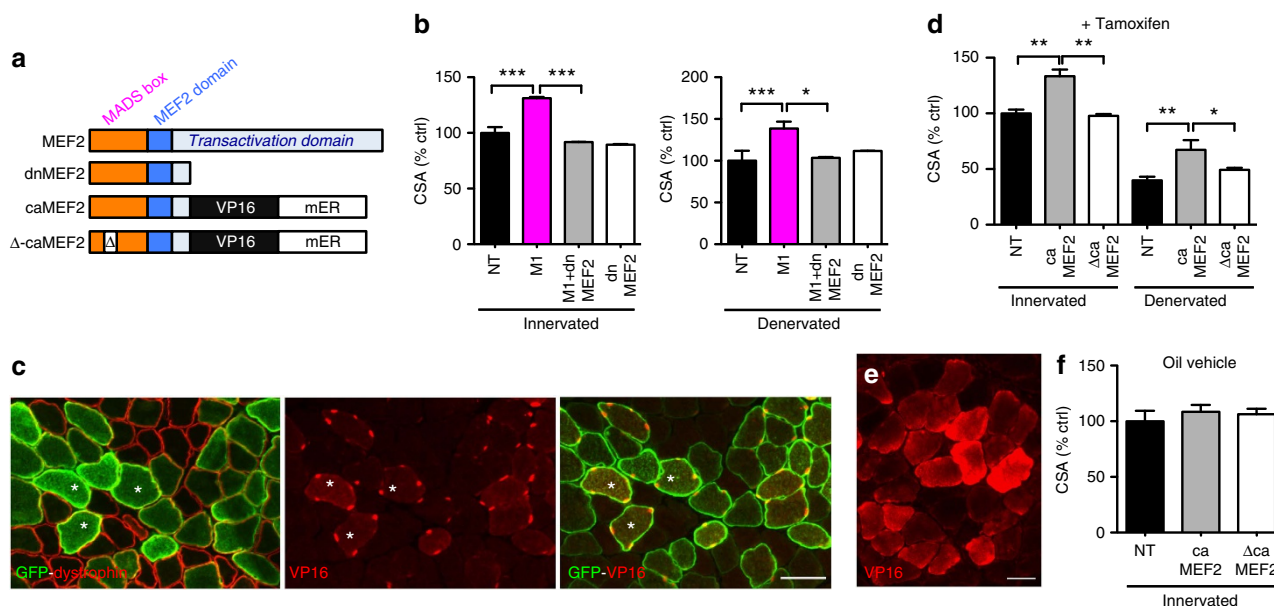 a
MADS box
MEF2 domain
MEF2
Transactivation domain
dnMEF2
caMEF2
VP16
mER
Δ-caMEF2
Δ
VP16
mER
b
CSA (% ctrl)
150
100
50
0
***
***
NT
M1
M1+dn
MEF2
dn
MEF2
Innervated
CSA (% ctrl)
200
150
100
50
0
***
*
NT
M1
M1+dn
MEF2
dn
MEF2
Denervated
d
+ Tamoxifen
CSA (% ctrl)
150
100
50
0
**
**
**
*
NT
ca
MEF2
Δca
MEF2
NT
ca
MEF2
Δca
MEF2
Innervated
Denervated
c
*
*
*
GFP-dystrophin
*
*
*
VP16
*
*
*
GFP-VP16
e
VP16
f
Oil vehicle
CSA (% ctrl)
150
100
50
0
NT
ca
MEF2
Δca
MEF2
Innervated